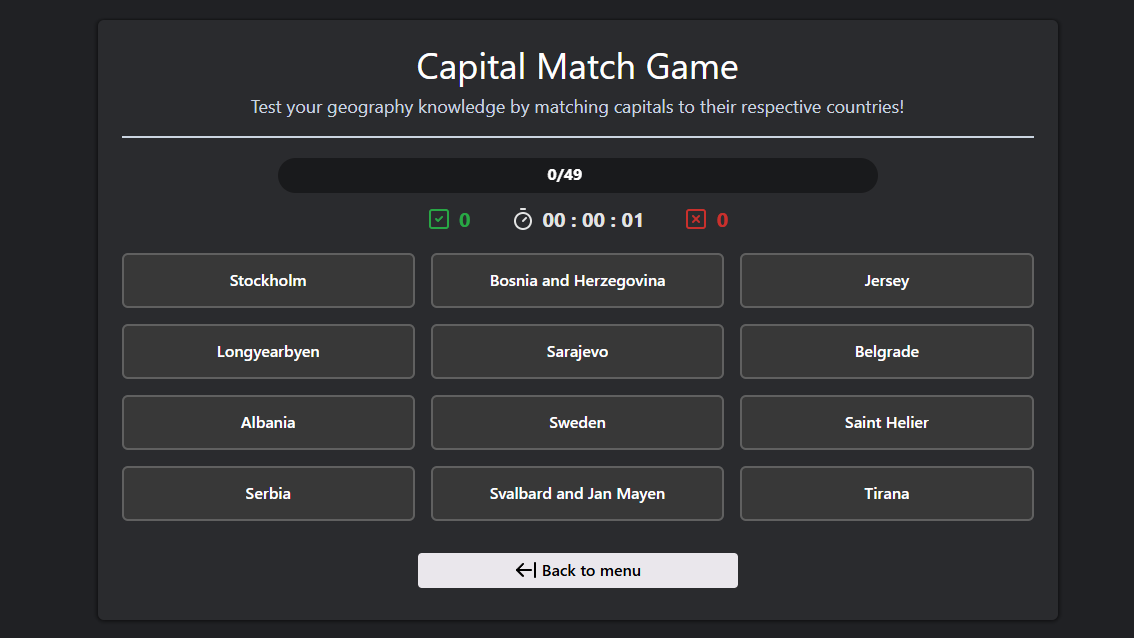 Capital Match Game
Test your geography knowledge by matching capitals to their respective countries!
0/49
0 00 : 00 : 01 0
Stockholm Bosnia and Herzegovina Jersey
Longyearbyen Sarajevo Belgrade
Albania Sweden Saint Helier
Serbia Svalbard and Jan Mayen Tirana
Back to menu